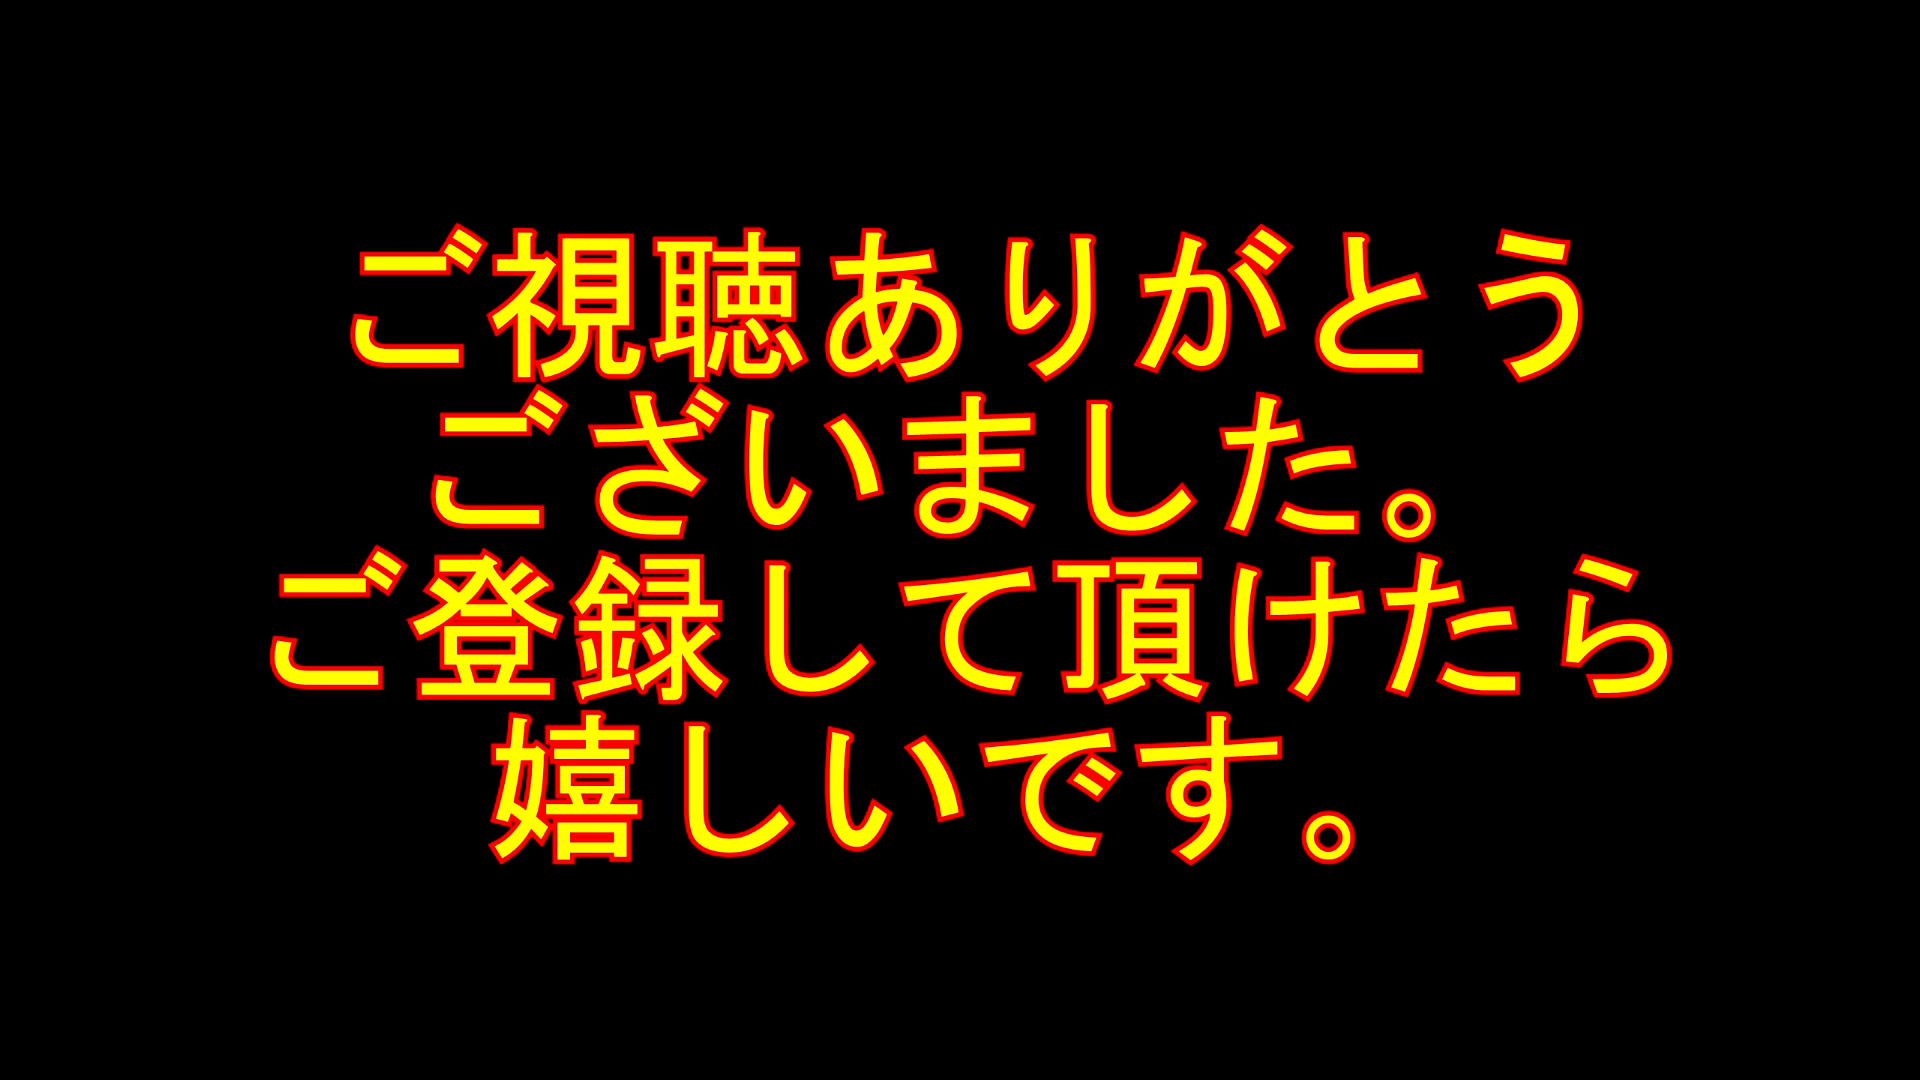 ご視聴ありがとう
ございました。
ご登録して頂けたら
嬉しいです。